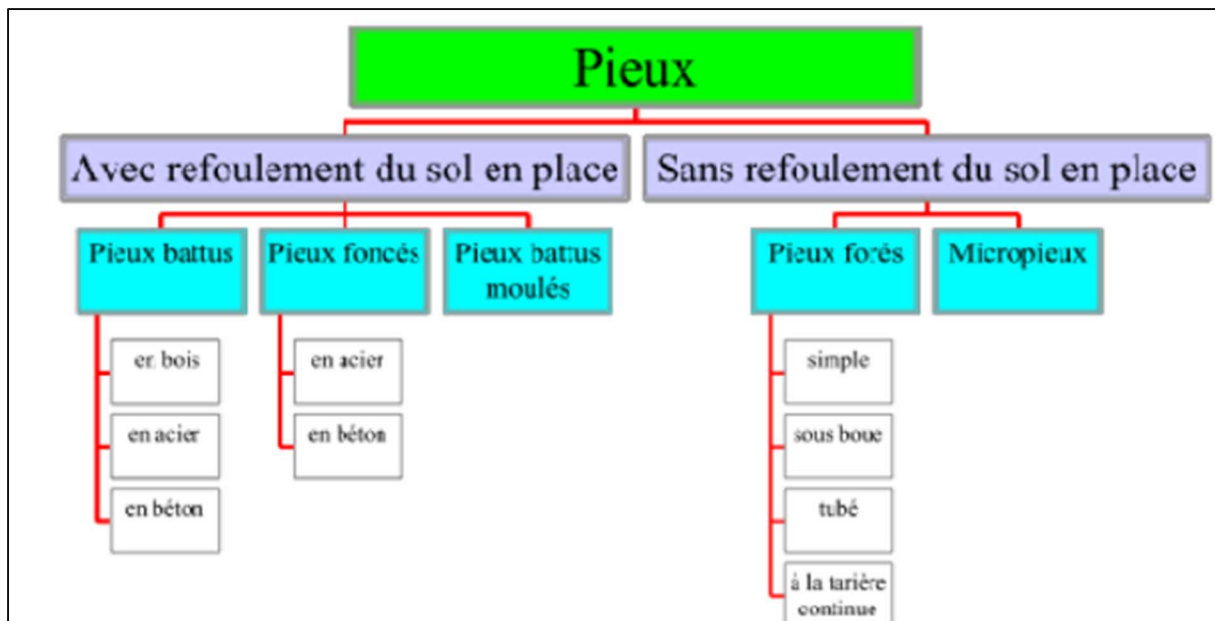 Pieux
Avec refoulement du sol en place
Sans refoulement du sol en place
Pieux battus
Pieux foncés
Pieux battus
moulés
Pieux forés
Micropieux
en bois
en acier
en béton
en acier
en béton
simple
sous boue
tubé
à la tarière
continue